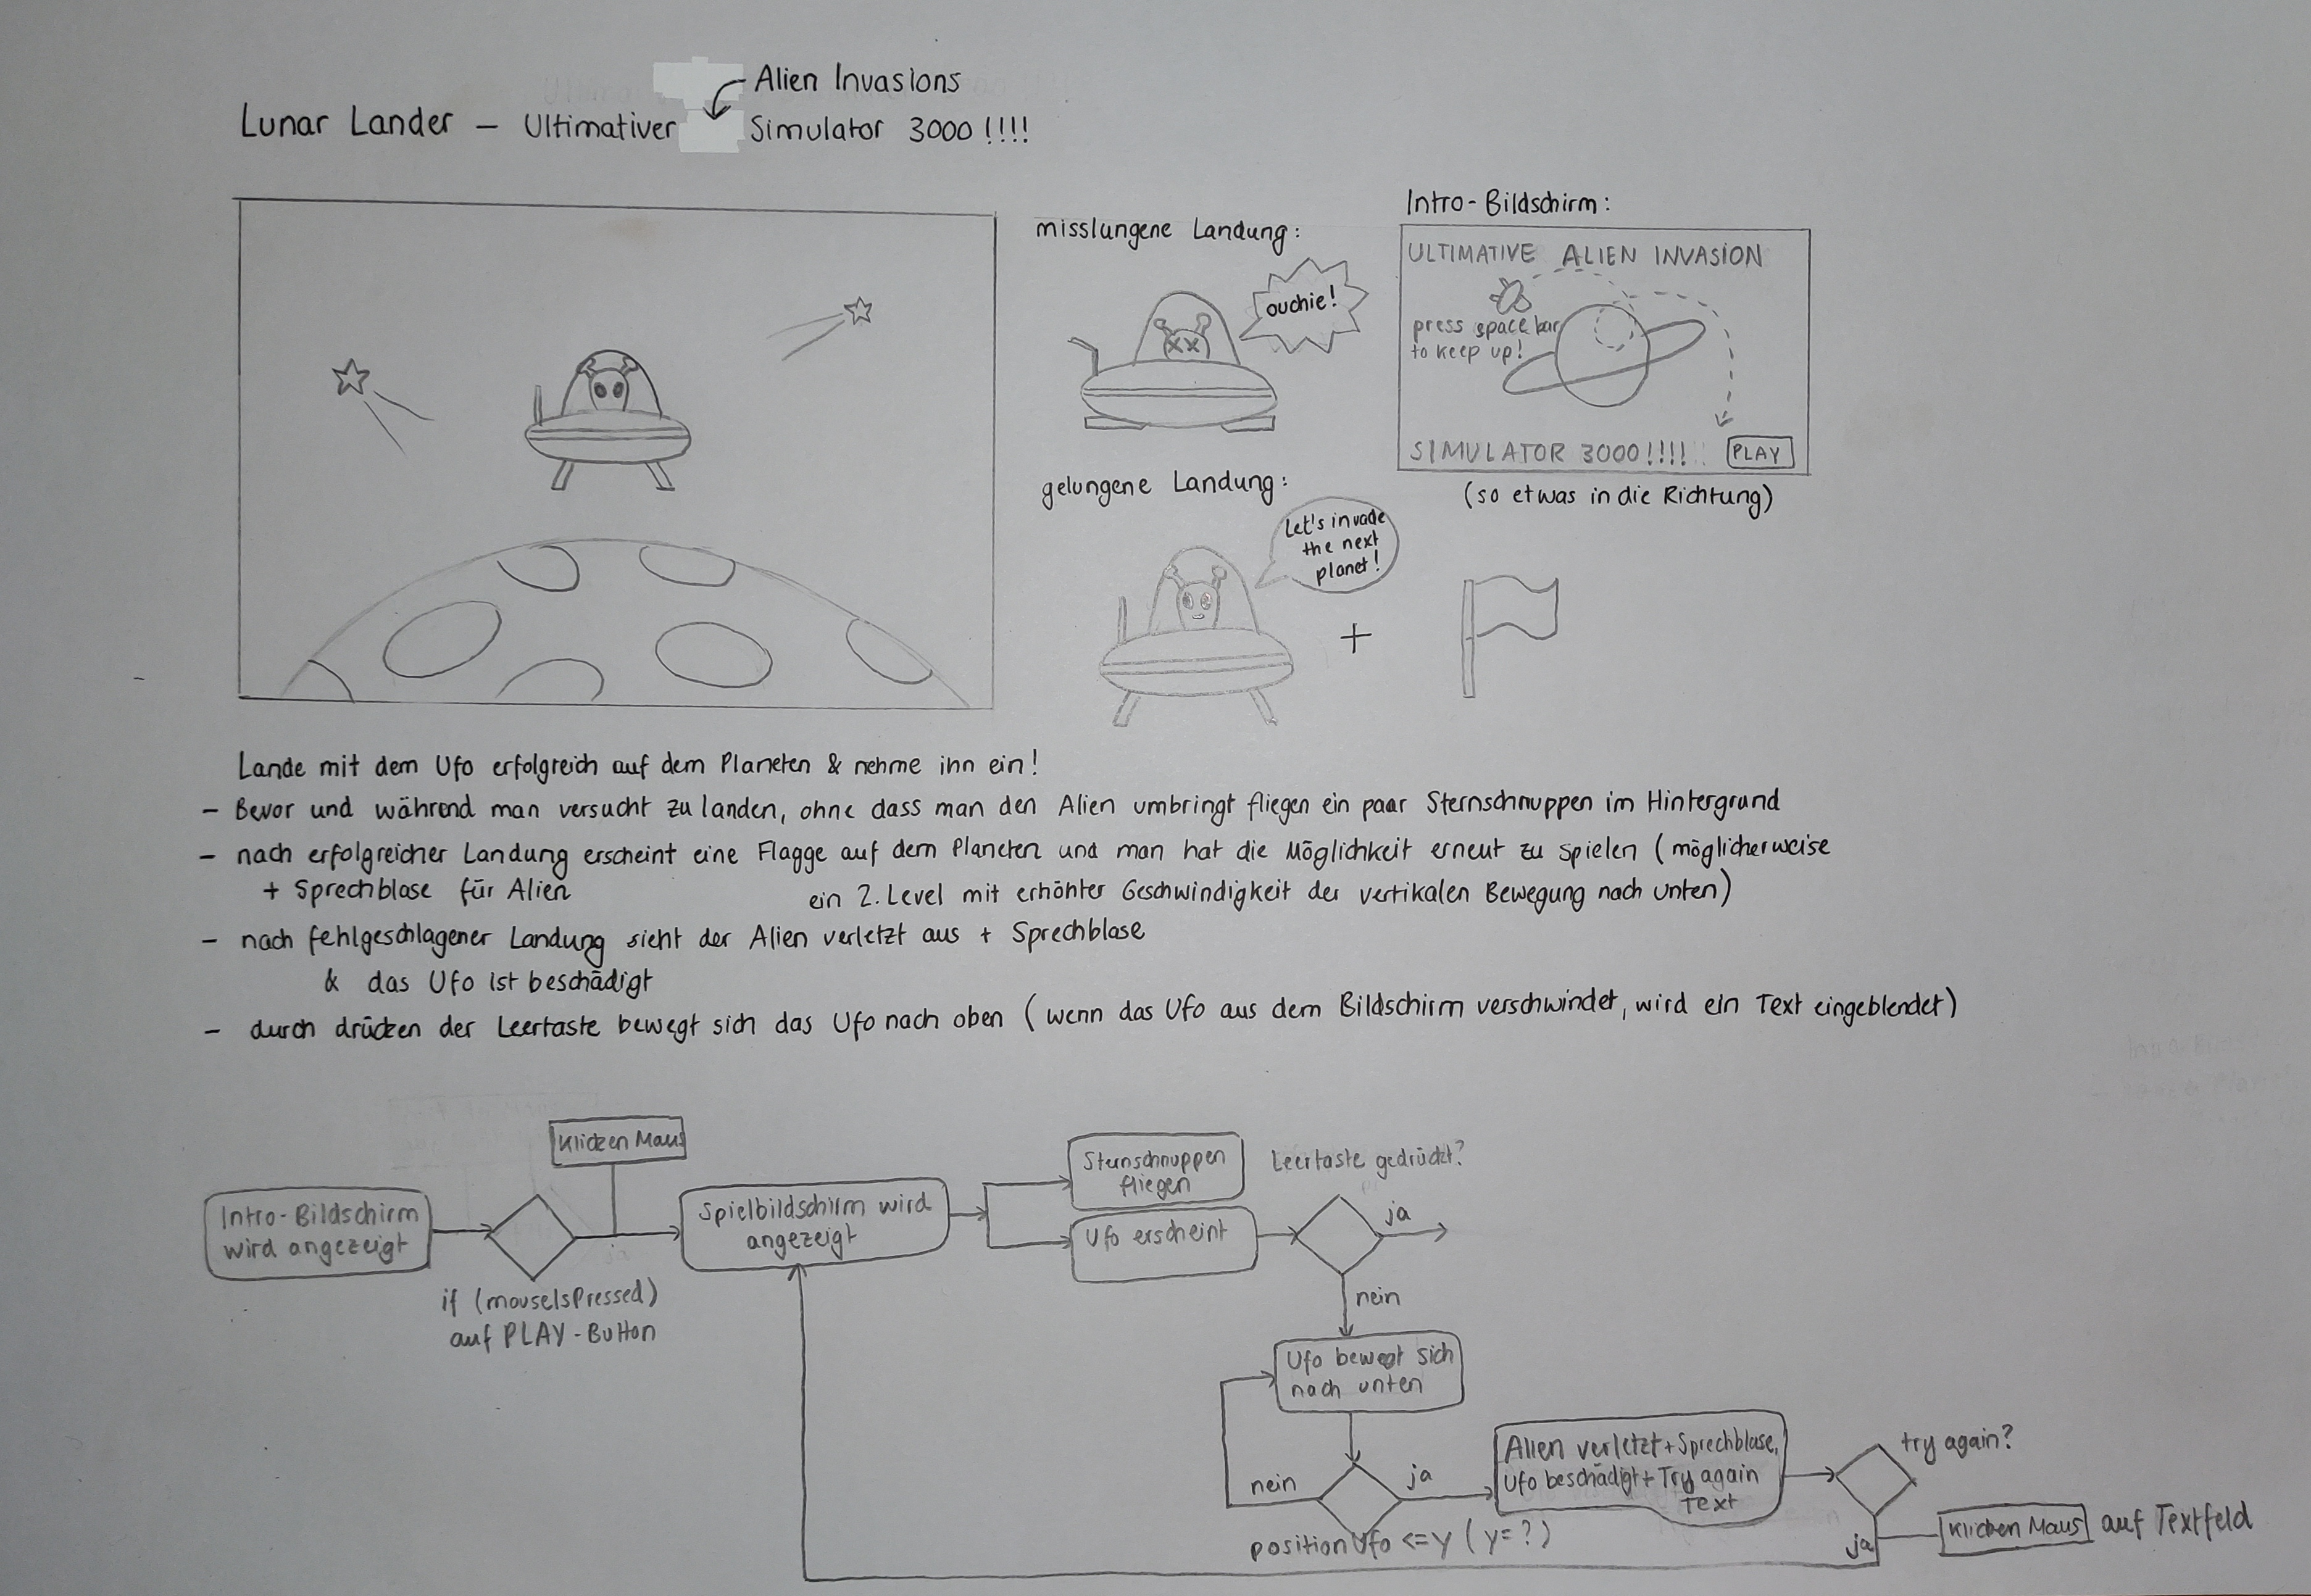 Alien Invasions
Lunar Lander – Ultimativer Simulator 3000!!!!
misslungene Landung:
ouchie!
Intro-Bildschirm:
ULTIMATIVE ALIEN INVASION
press space bar
to keep up!
SIMULATOR 3000!!!!
PLAY
(so etwas in die Richtung)
gelungene Landung:
Let's invade
the next
planet!
+
Lande mit dem Ufo erfolgreich auf dem Planeten & nehme ihn ein!
– Bevor und während man versucht zu landen, ohne dass man den Alien umbringt fliegen ein paar Sternschnuppen im Hintergrund
– nach erfolgreicher Landung erscheint eine Flagge auf dem Planeten und man hat die Möglichkeit erneut zu spielen (möglicherweise
+ Sprechblase für Alien ein 2. Level mit erhöhter Geschwindigkeit der vertikalen Bewegung nach unten)
– nach fehlgeschlagener Landung sieht der Alien verletzt aus + Sprechblase
& das Ufo ist beschädigt
– durch drücken der Leertaste bewegt sich das Ufo nach oben (wenn das Ufo aus dem Bildschirm verschwindet, wird ein Text eingeblendet)
Klicken Maus
Intro-Bildschirm
wird angezeigt
if (mouseIsPressed)
auf PLAY-Button
Spielbildschirm wird
angezeigt
Sternschnuppen
fliegen
Ufo erscheint
Leertaste gedrückt?
ja
nein
Ufo bewegt sich
nach unten
nein
ja
positionUfo <= y (y=?)
Alien verletzt + Sprechblase,
Ufo beschädigt + Try again
Text
try again?
ja
Klicken Maus auf Textfeld